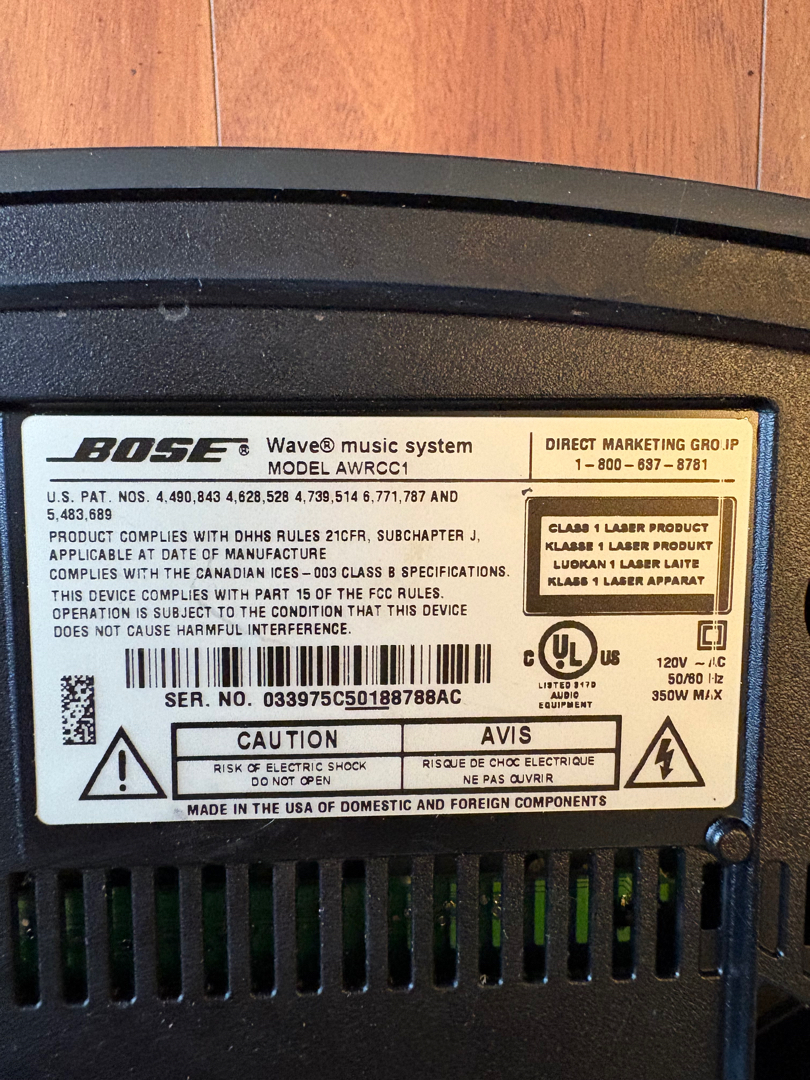 BOSE® Wave® music system
MODEL AWRCC1
DIRECT MARKETING GROUP
1-800-637-8781
U.S. PAT. NOS. 4,490,843 4,628,528 4,739,514 6,771,787 AND
5,483,689
PRODUCT COMPLIES WITH DHHS RULES 21CFR, SUBCHAPTER J,
APPLICABLE AT DATE OF MANUFACTURE
COMPLIES WITH THE CANADIAN ICES-003 CLASS B SPECIFICATIONS.
THIS DEVICE COMPLIES WITH PART 15 OF THE FCC RULES.
OPERATION IS SUBJECT TO THE CONDITION THAT THIS DEVICE
DOES NOT CAUSE HARMFUL INTERFERENCE.
CLASS 1 LASER PRODUCT
KLASSE 1 LASER PRODUKT
LUOKAN 1 LASER LAITE
KLASS 1 LASER APPARAT
C UL US
LISTED 917D
AUDIO
EQUIPMENT
120V ~ AC
50/60 Hz
350W MAX
SER. NO. 033975C50188788AC
CAUTION
RISK OF ELECTRIC SHOCK
DO NOT OPEN
AVIS
RISQUE DE CHOC ELECTRIQUE
NE PAS OUVRIR
MADE IN THE USA OF DOMESTIC AND FOREIGN COMPONENTS